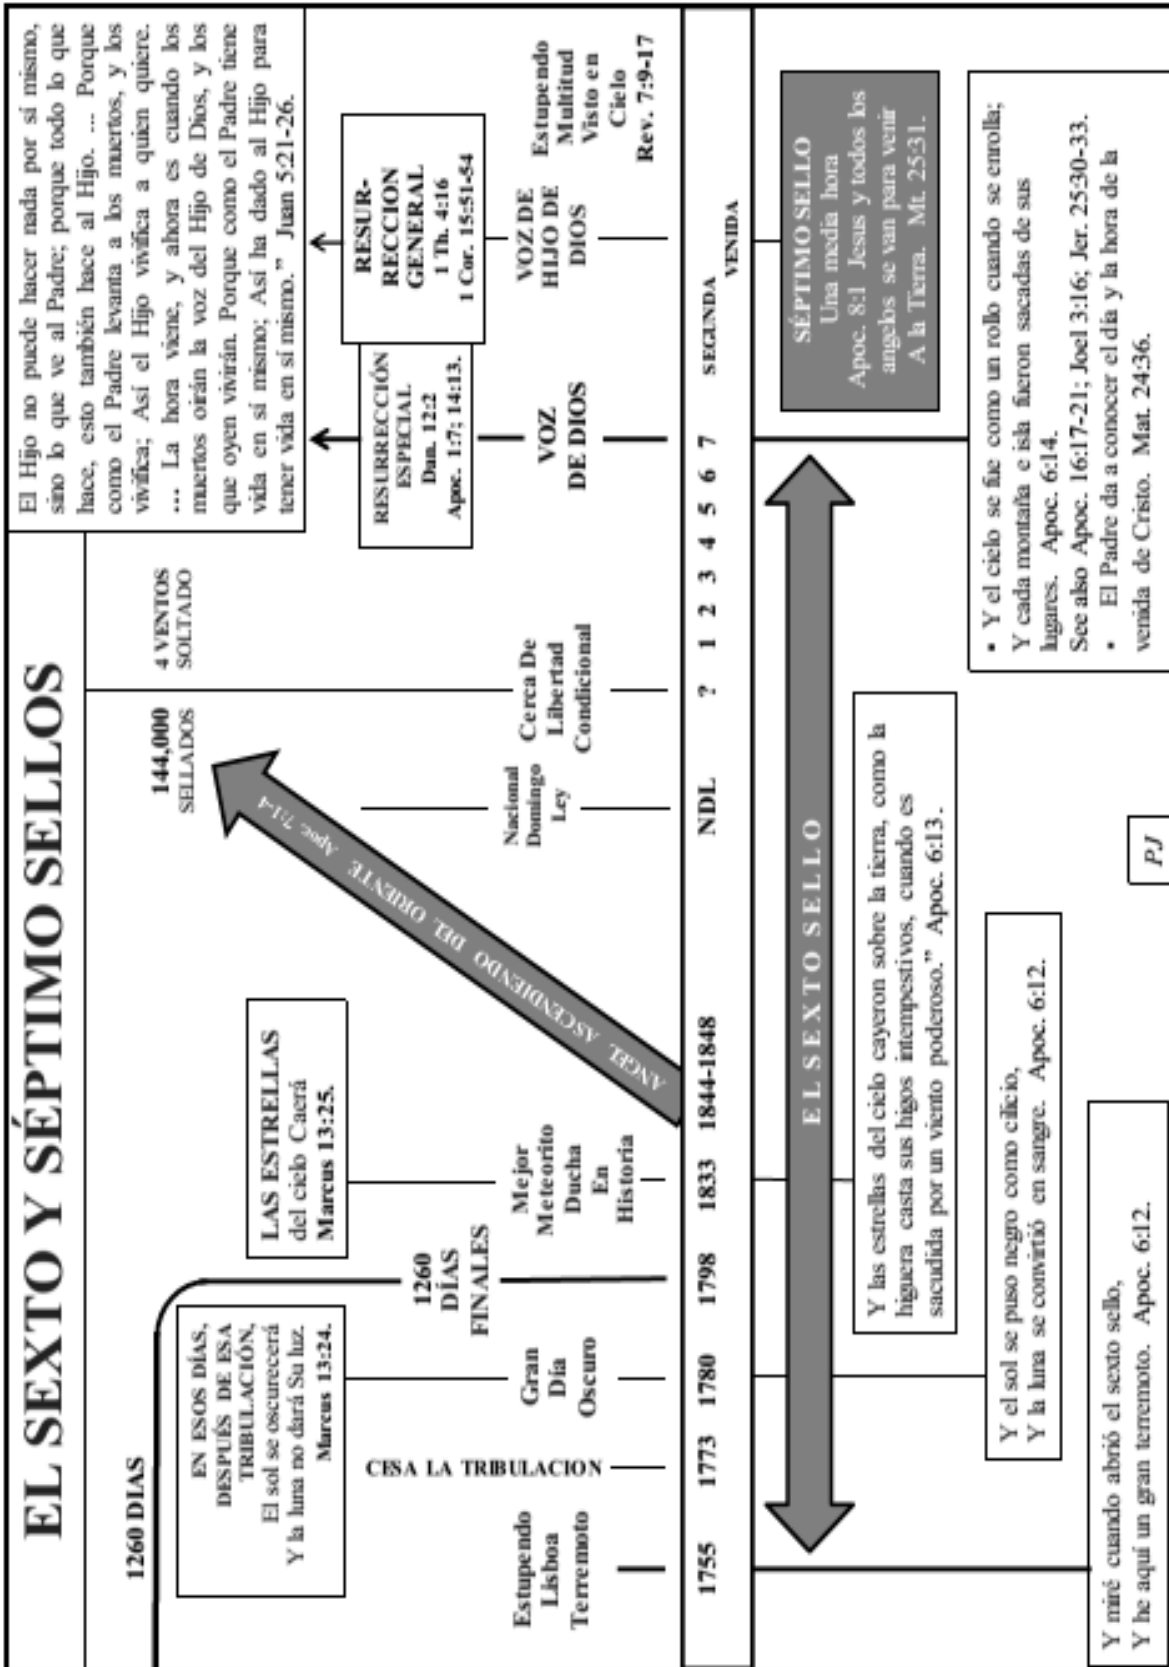 EL SEXTO Y SÉPTIMO SELLOS
El Hijo no puede hacer nada por sí mismo,
sino lo que ve al Padre; porque todo lo que
hace, esto también hace al Hijo. ... Porque
como el Padre levanta a los muertos, y los
vivifica; Así el Hijo vivifica a quien quiere.
... La hora viene, y ahora es cuando los
muertos oirán la voz del Hijo de Dios, y los
que oyen vivirán. Porque como el Padre tiene
vida en sí mismo; Así ha dado al Hijo para
tener vida en sí mismo.” Juan 5:21-26.
1260 DIAS
144,000
SELLADOS
4 VENTOS
SOLTADO
EN ESOS DÍAS,
DESPUÉS DE ESA
TRIBULACIÓN,
El sol se oscurecerá
Y la luna no dará Su luz.
Marcus 13:24.
LAS ESTRELLAS
del cielo Caerá
Marcus 13:25.
ANGEL ASCENDIENDO DEL ORIENTE Apoc. 7:1-4
RESURRECCIÓN
ESPECIAL
Dan. 12:2
Apoc. 1:7; 14:13.
RESUR-
RECCION
GENERAL
1 Th. 4:16
1 Cor. 15:51-54
Estupendo
Lisboa
Terremoto
CESA LA TRIBULACION
Gran
Día
Oscuro
1260
DÍAS
FINALES
Mejor
Meteorito
Ducha
En
Historia
Nacional
Domingo
Ley
Cerca De
Libertad
Condicional
VOZ
DE DIOS
VOZ DE
HIJO DE
DIOS
Estupendo
Multitud
Visto en
Cielo
Rev. 7:9-17
1755 1773 1780 1798 1833 1844-1848 NDL ? 1 2 3 4 5 6 7 SEGUNDA
VENIDA
EL SEXTO SELLO
SÉPTIMO SELLO
Una media hora
Apoc. 8:1 Jesus y todos los
angelos se van para venir
A la Tierra. Mt. 25:31.
Y las estrellas del cielo cayeron sobre la tierra, como la
higuera casta sus higos intempestivos, cuando es
sacudida por un viento poderoso.” Apoc. 6:13.
▪ Y el cielo se fue como un rollo cuando se enrolla;
Y cada montaña e isla fueron sacadas de sus
lugares. Apoc. 6:14.
See also Apoc. 16:17-21; Joel 3:16; Jer. 25:30-33.
▪ El Padre da a conocer el día y la hora de la
venida de Cristo. Mat. 24:36.
Y el sol se puso negro como cilicio,
Y la luna se convirtió en sangre. Apoc. 6:12.
Y miré cuando abrió el sexto sello,
Y he aquí un gran terremoto. Apoc. 6:12.
PJ